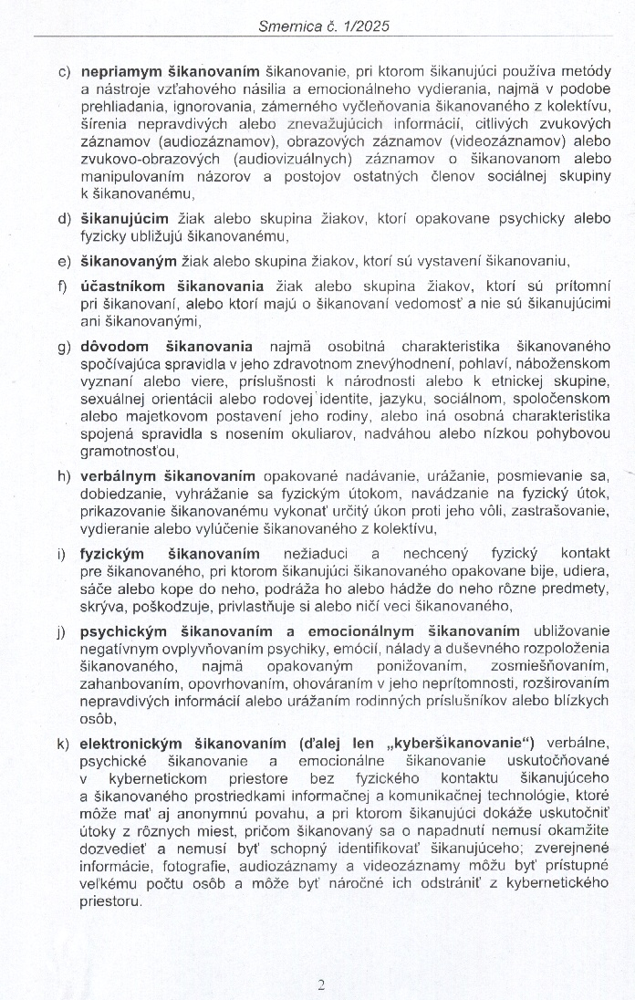 Smernica č. 1/2025
c) nepriamym šikanovaním šikanovanie, pri ktorom šikanujúci používa metódy
a nástroje vzťahového násilia a emocionálneho vydierania, najmä v podobe
prehliadania, ignorovania, zámerného vyčleňovania šikanovaného z kolektívu,
šírenia nepravdivých alebo znevažujúcich informácií, citlivých zvukových
záznamov (audiozáznamov), obrazových záznamov (videozáznamov) alebo
zvukovo-obrazových (audiovizuálnych) záznamov o šikanovanom alebo
manipulovaním názorov a postojov ostatných členov sociálnej skupiny
k šikanovanému,
d) šikanujúcim žiak alebo skupina žiakov, ktorí opakovane psychicky alebo
fyzicky ubližujú šikanovanému,
e) šikanovaným žiak alebo skupina žiakov, ktorí sú vystavení šikanovaniu,
f) účastníkom šikanovania žiak alebo skupina žiakov, ktorí sú prítomní
pri šikanovaní, alebo ktorí majú o šikanovaní vedomosť a nie sú šikanujúcimi
ani šikanovanými,
g) dôvodom šikanovania najmä osobitná charakteristika šikanovaného
spočívajúca spravidla v jeho zdravotnom znevýhodnení, pohlaví, náboženskom
vyznaní alebo viere, príslušnosti k národnosti alebo k etnickej skupine,
sexuálnej orientácii alebo rodovej identite, jazyku, sociálnom, spoločenskom
alebo majetkovom postavení jeho rodiny, alebo iná osobná charakteristika
spojená spravidla s nosením okuliarov, nadváhou alebo nízkou pohybovou
gramotnosťou,
h) verbálnym šikanovaním opakované nadávanie, urážanie, posmievanie sa,
dobiedzanie, vyhrážanie sa fyzickým útokom, navádzanie na fyzický útok,
prikazovanie šikanovanému vykonať určitý úkon proti jeho vôli, zastrašovanie,
vydieranie alebo vylúčenie šikanovaného z kolektívu,
i) fyzickým šikanovaním nežiaduci a nechcený fyzický kontakt
pre šikanovaného, pri ktorom šikanujúci šikanovaného opakovane bije, udiera,
sáče alebo kope do neho, podráža ho alebo hádže do neho rôzne predmety,
skrýva, poškodzuje, privlastňuje si alebo ničí veci šikanovaného,
j) psychickým šikanovaním a emocionálnym šikanovaním ubližovanie
negatívnym ovplyvňovaním psychiky, emócií, nálady a duševného rozpoloženia
šikanovaného, najmä opakovaným ponižovaním, zosmiešňovaním,
zahanbovaním, opovrhovaním, ohováraním v jeho neprítomnosti, rozširovaním
nepravdivých informácií alebo urážaním rodinných príslušníkov alebo blízkych
osôb,
k) elektronickým šikanovaním (ďalej len „kyberšikanovanie“) verbálne,
psychické šikanovanie a emocionálne šikanovanie uskutočňované
v kybernetickom priestore bez fyzického kontaktu šikanujúceho
a šikanovaného prostriedkami informačnej a komunikačnej technológie, ktoré
môže mať aj anonymnú povahu, a pri ktorom šikanujúci dokáže uskutočniť
útoky z rôznych miest, pričom šikanovaný sa o napadnutí nemusí okamžite
dozvedieť a nemusí byť schopný identifikovať šikanujúceho; zverejnené
informácie, fotografie, audiozáznamy a videozáznamy môžu byť prístupné
veľkému počtu osôb a môže byť náročné ich odstrániť z kybernetického
priestoru.
2